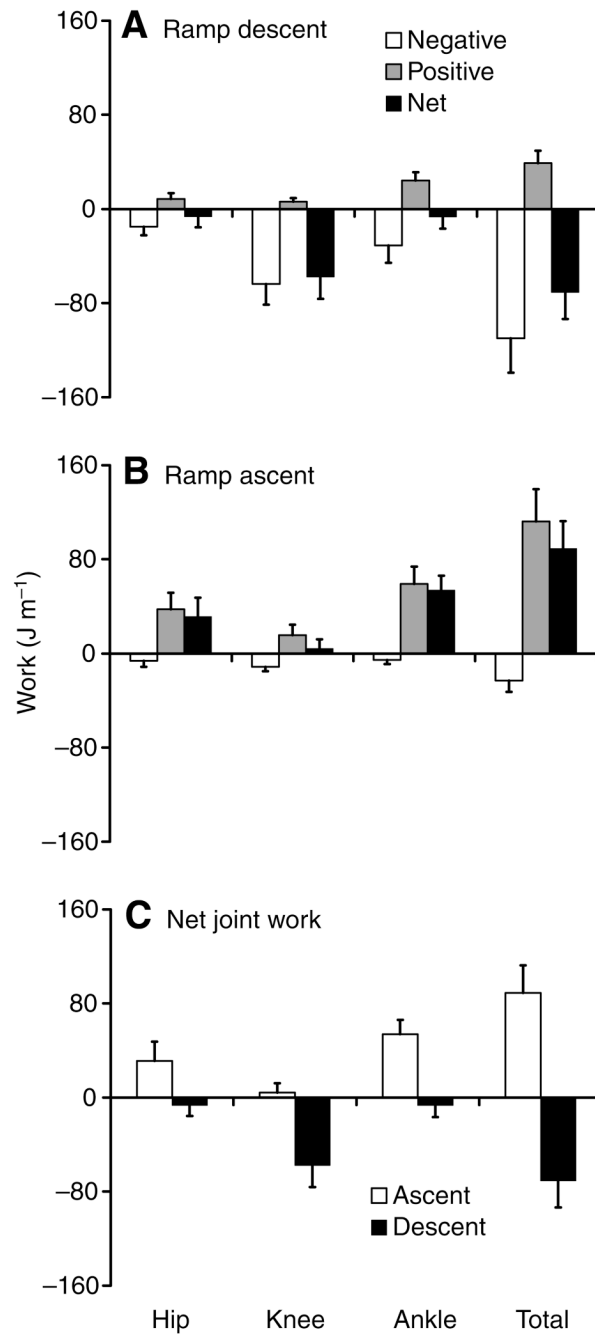 A Ramp descent
Negative
Positive
Net
160
80
0
−80
−160
B Ramp ascent
160
80
0
−80
−160
Work (J m⁻¹)
C Net joint work
160
80
0
−80
−160
Ascent
Descent
Hip Knee Ankle Total